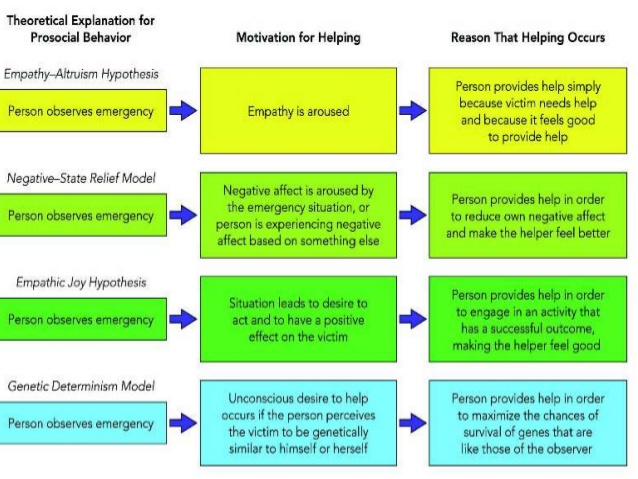 Theoretical Explanation for
Prosocial Behavior
Motivation for Helping
Reason That Helping Occurs
Empathy–Altruism Hypothesis
Person observes emergency
Empathy is aroused
Person provides help simply
because victim needs help
and because it feels good
to provide help
Negative–State Relief Model
Person observes emergency
Negative affect is aroused by
the emergency situation, or
person is experiencing negative
affect based on something else
Person provides help in order
to reduce own negative affect
and make the helper feel better
Empathic Joy Hypothesis
Person observes emergency
Situation leads to desire to
act and to have a positive
effect on the victim
Person provides help in order
to engage in an activity that
has a successful outcome,
making the helper feel good
Genetic Determinism Model
Person observes emergency
Unconscious desire to help
occurs if the person perceives
the victim to be genetically
similar to himself or herself
Person provides help in order
to maximize the chances of
survival of genes that are
like those of the observer